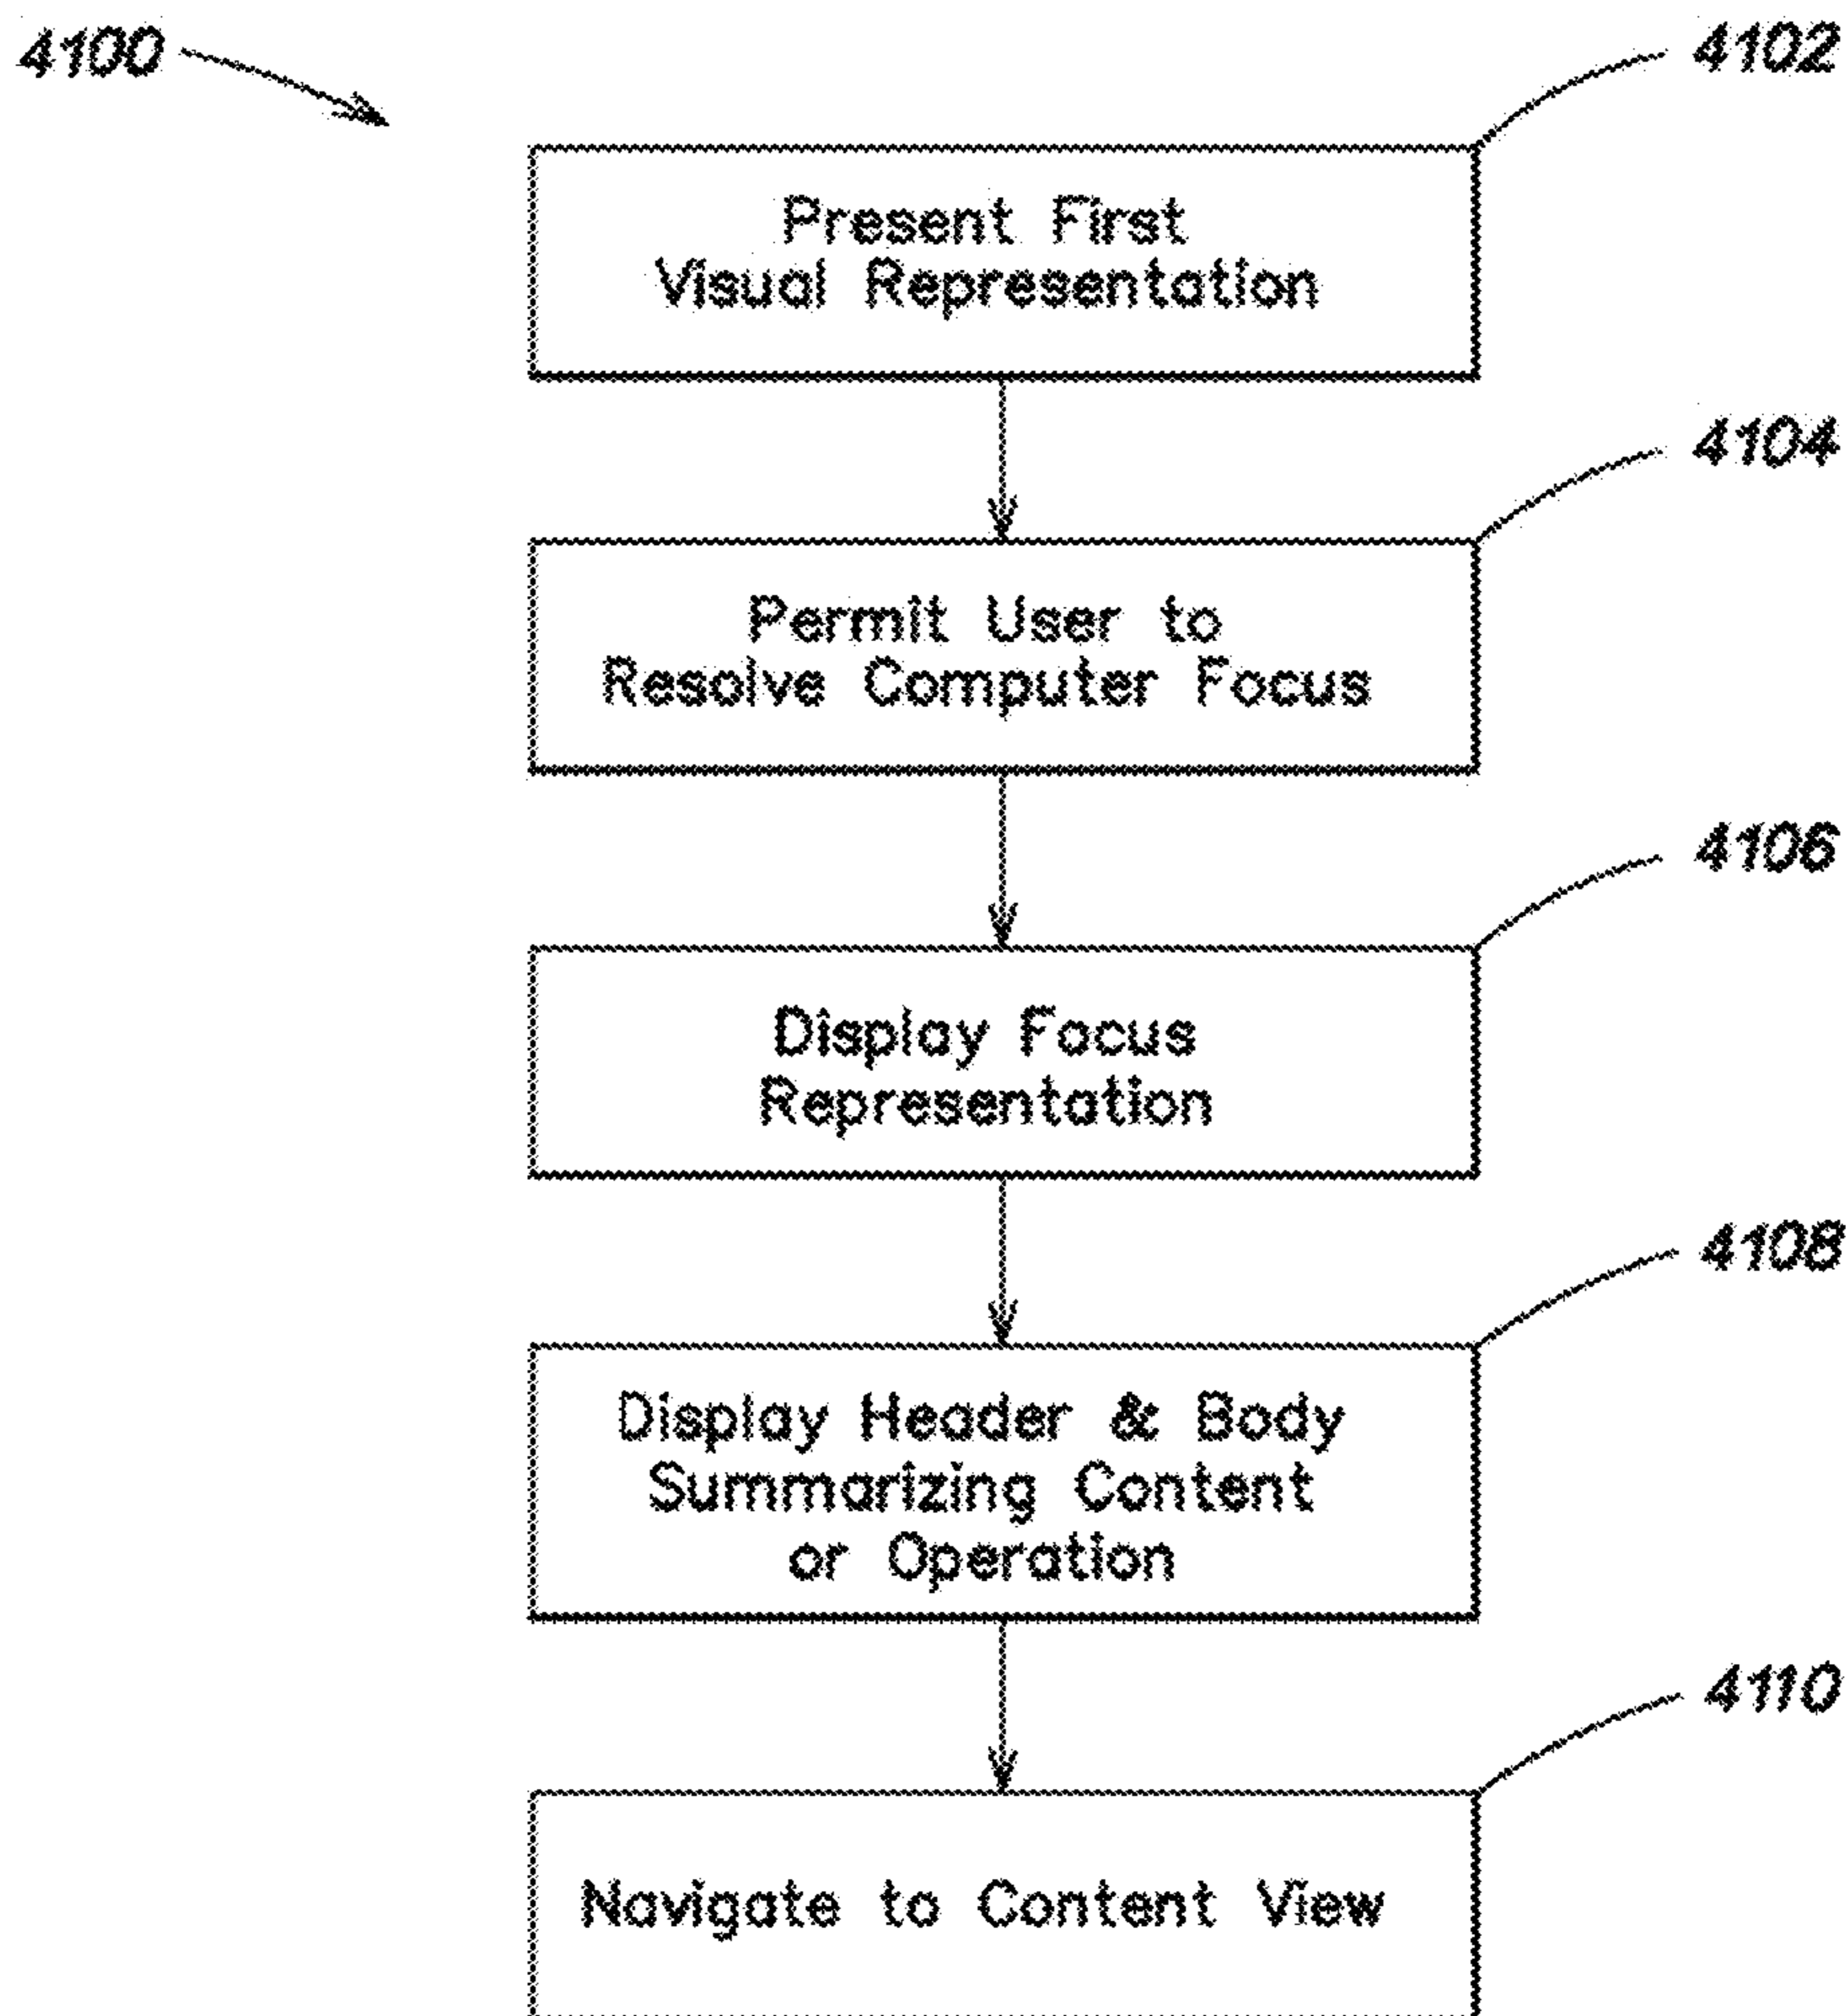 4100
4102
Present First
Visual Representation
4104
Permit User to
Resolve Computer Focus
4106
Display Focus
Representation
4108
Display Header & Body
Summarizing Content
or Operation
4110
Navigate to Content View